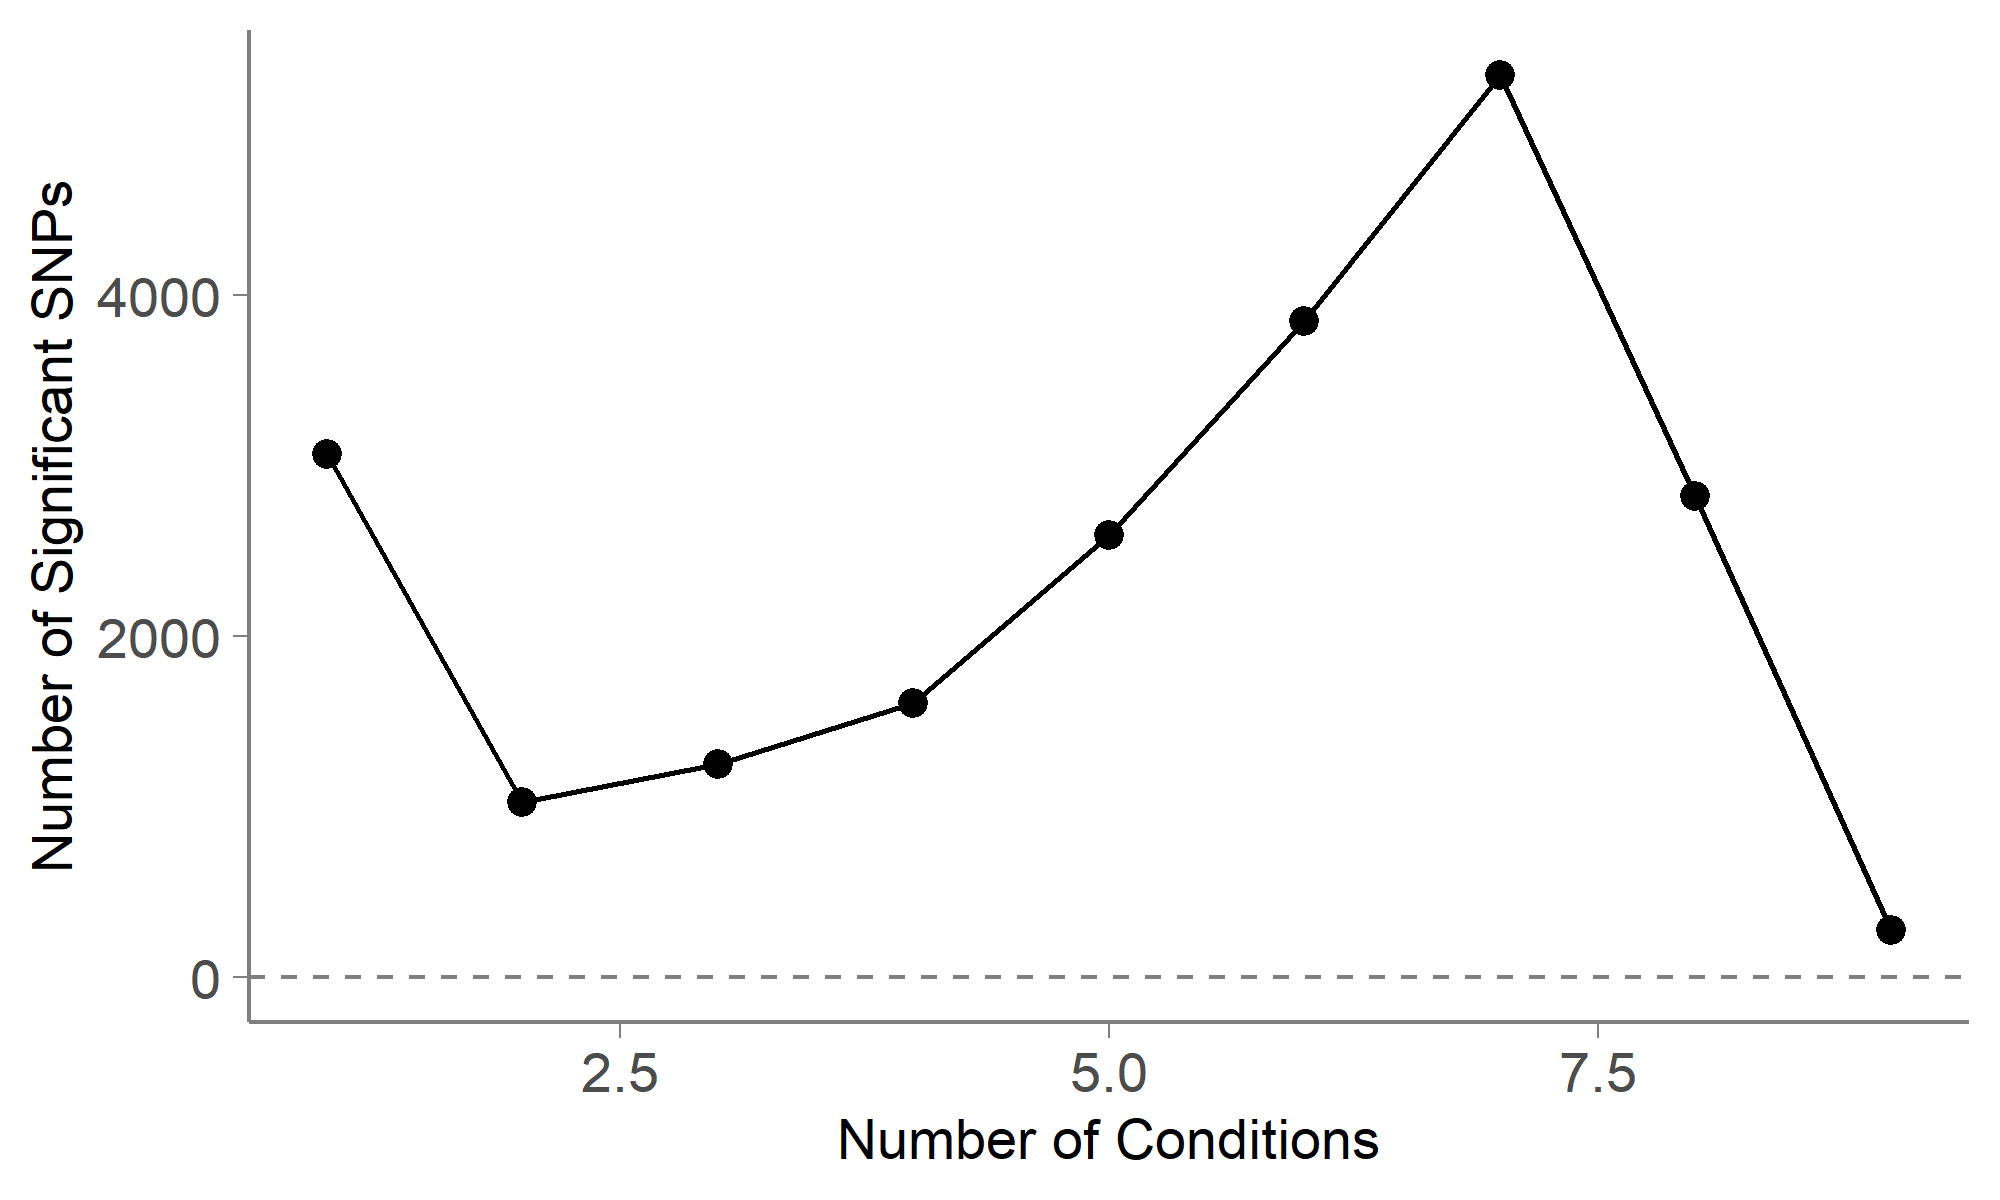 Number of Significant SNPs
4000
2000
0
2.5 5.0 7.5
Number of Conditions